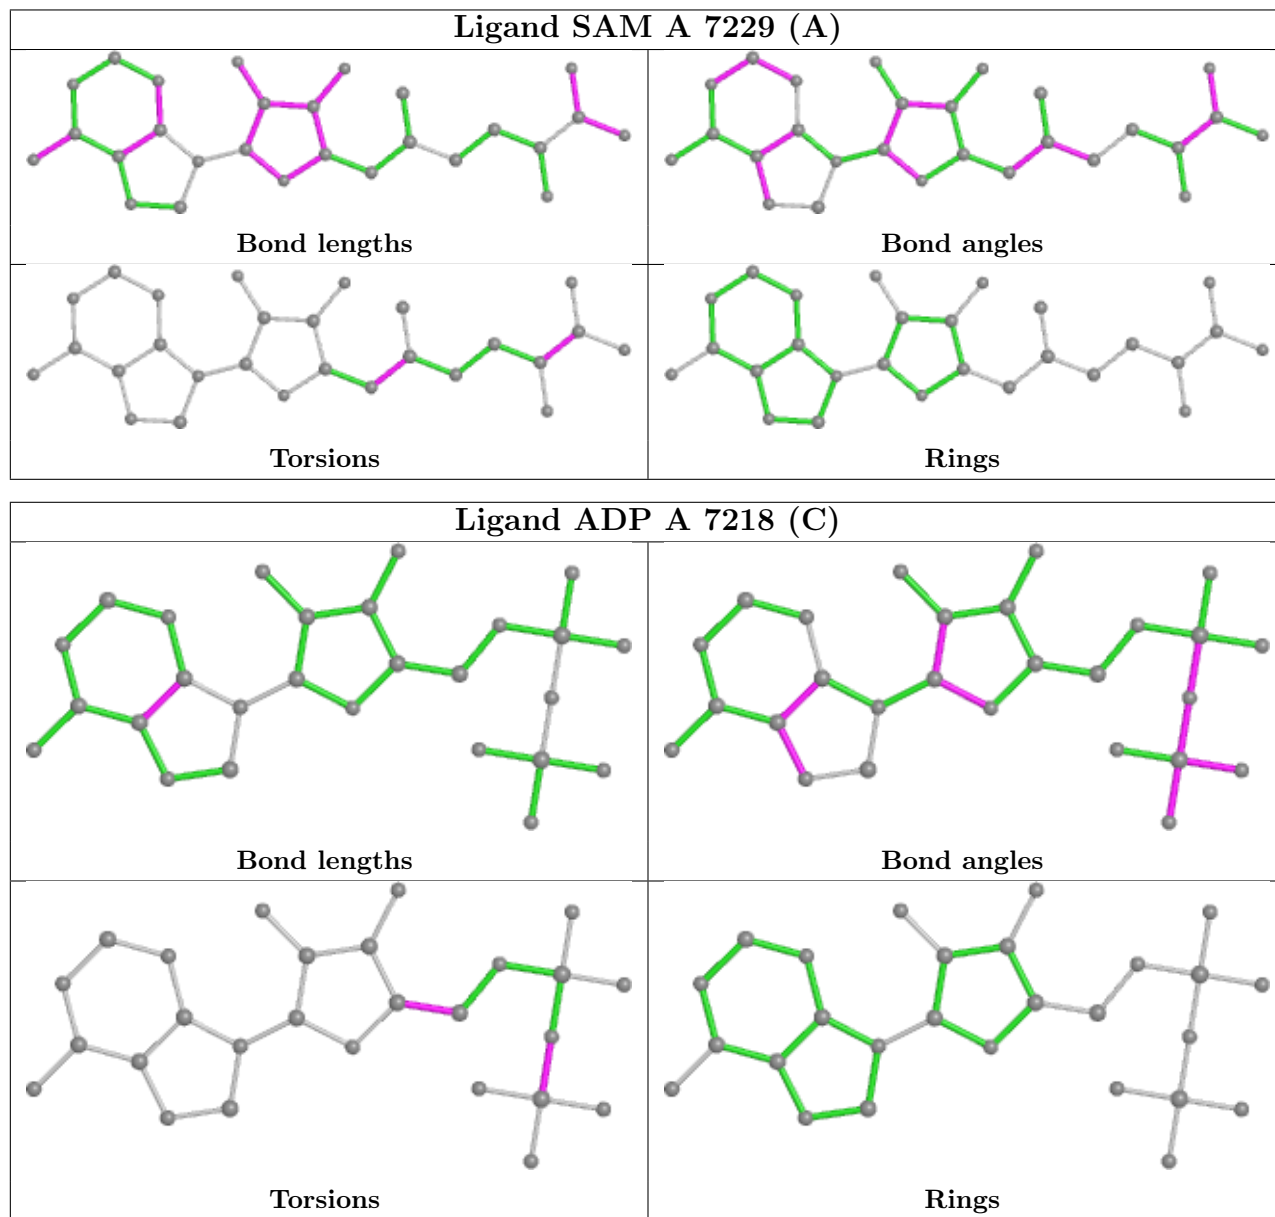 Ligand SAM A 7229 (A)
Bond lengths
Bond angles
Torsions
Rings
Ligand ADP A 7218 (C)
Bond lengths
Bond angles
Torsions
Rings